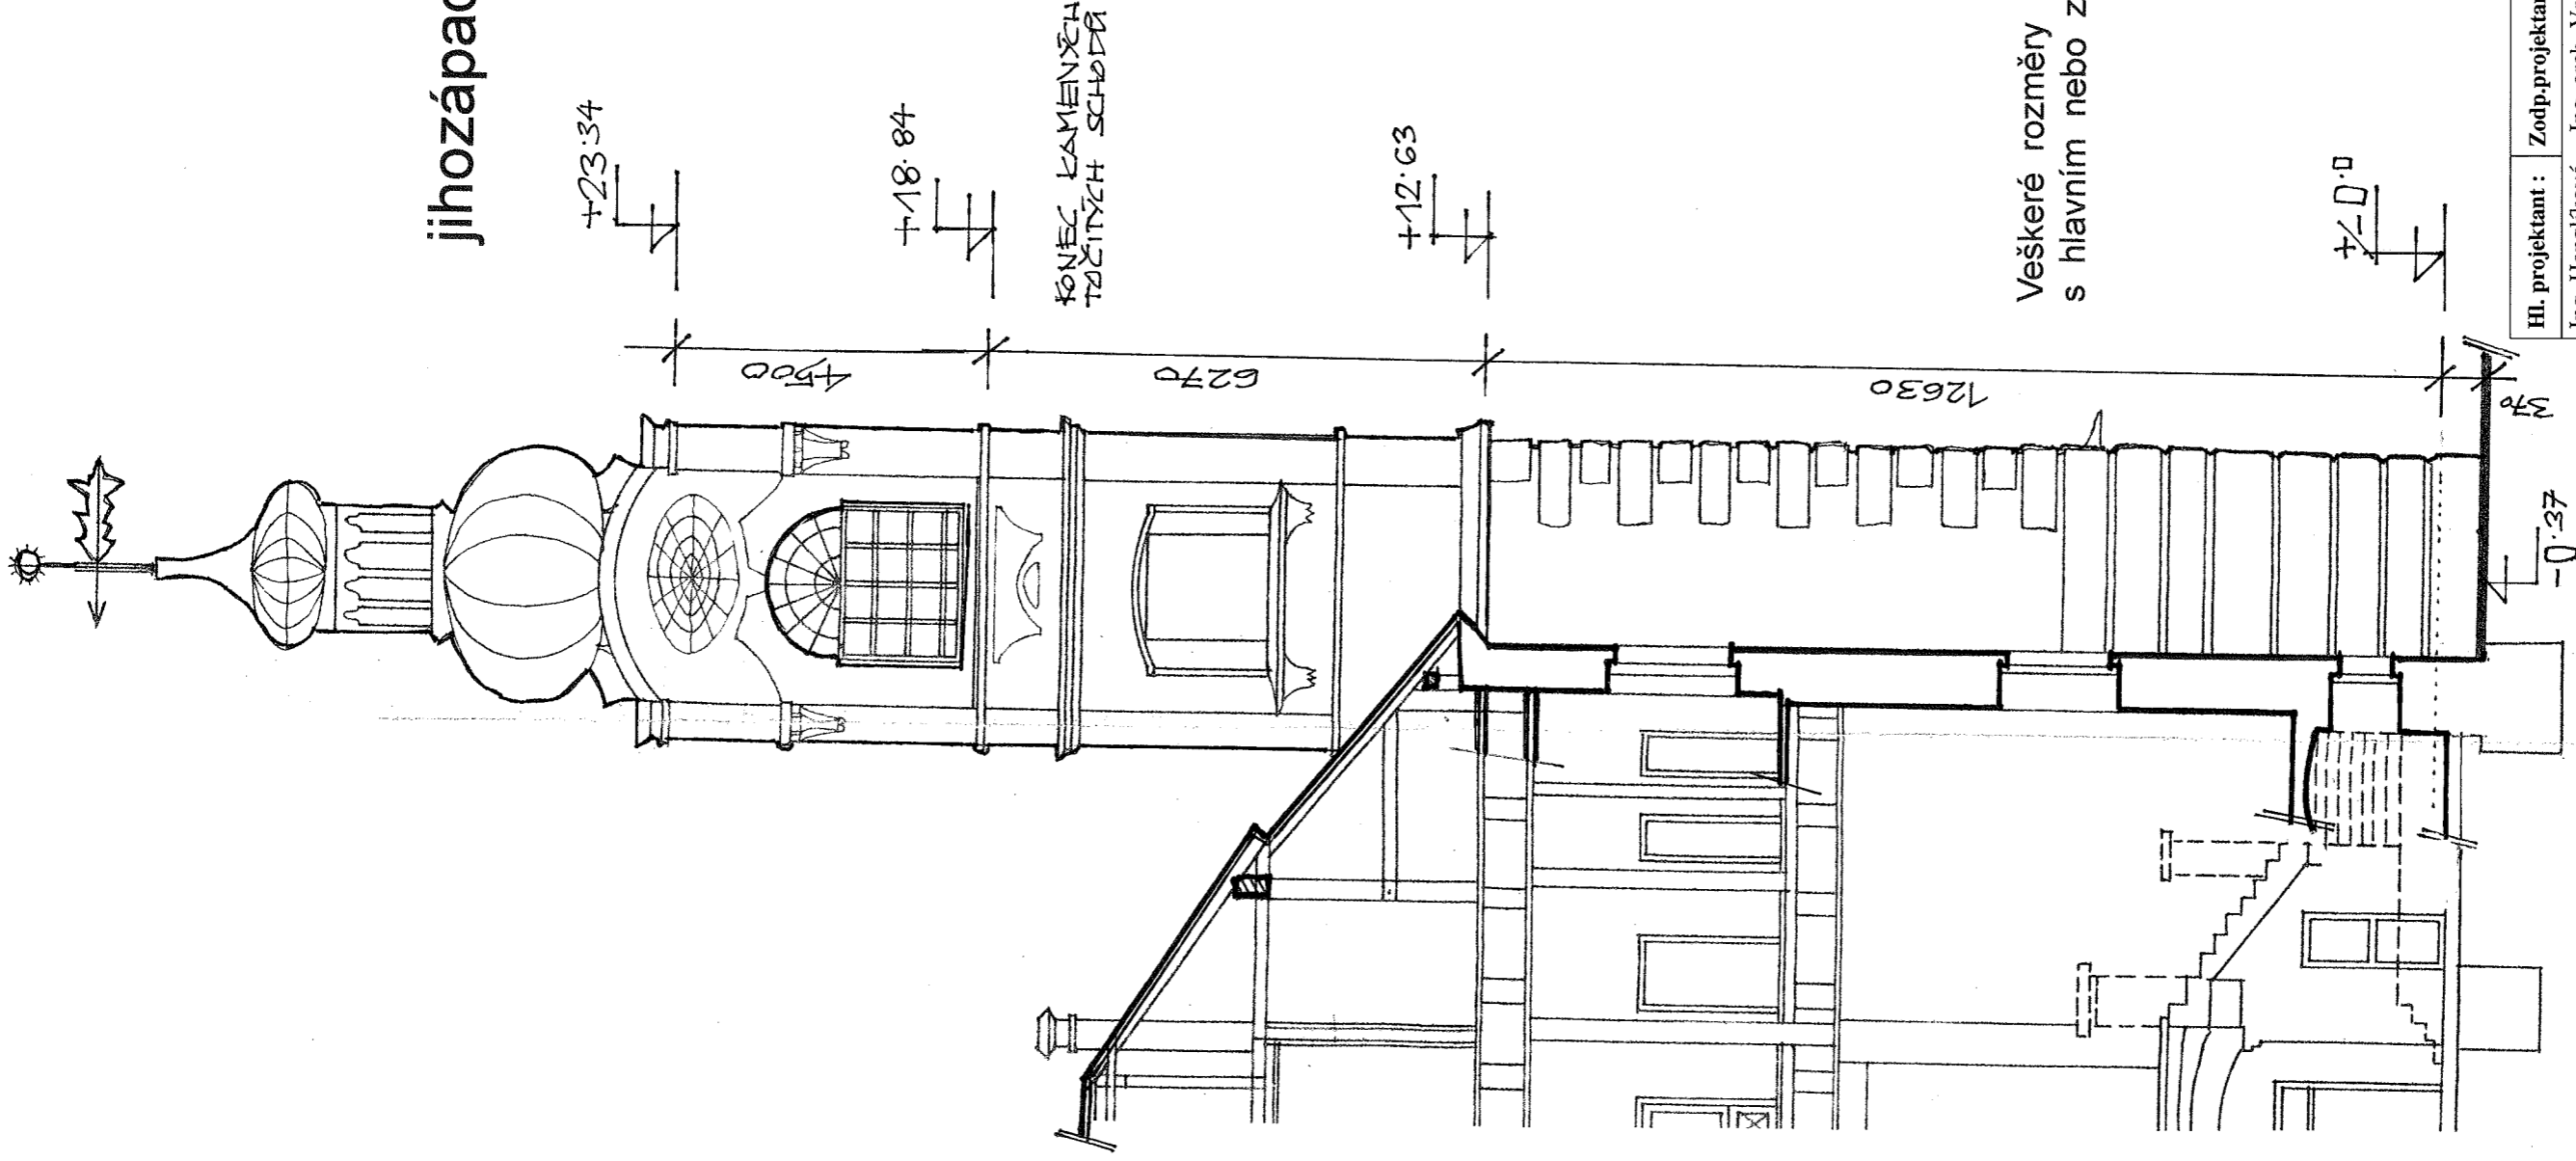 jihozápad
+23.34
+18.84
KONEC KAMENNÝCH
TOČITÝCH SCHODŮ
+12.63
+/-0.0
-0.37
4500
6270
12630
370
Veškeré rozměry
s hlavním nebo z
Hl. projektant : Zodp.projektan